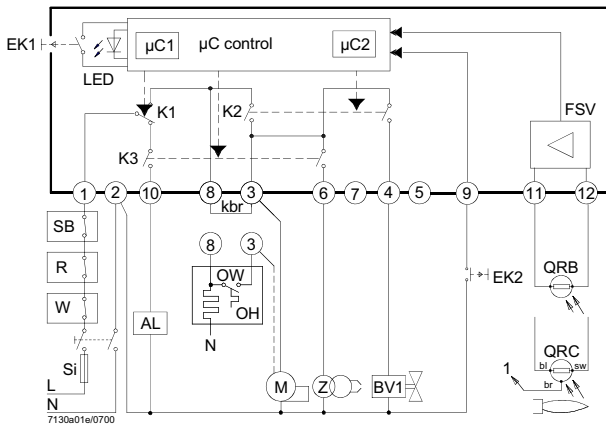 EK1
LED
µC1
µC control
µC2
FSV
K1
K2
K3
1
2
10
8
3
6
7
4
5
9
11
12
kbr
SB
R
W
Si
L
N
7130a01e/0700
AL
8
3
OW
OH
N
M
Z
BV1
EK2
QRB
QRC
bl
sw
br
1